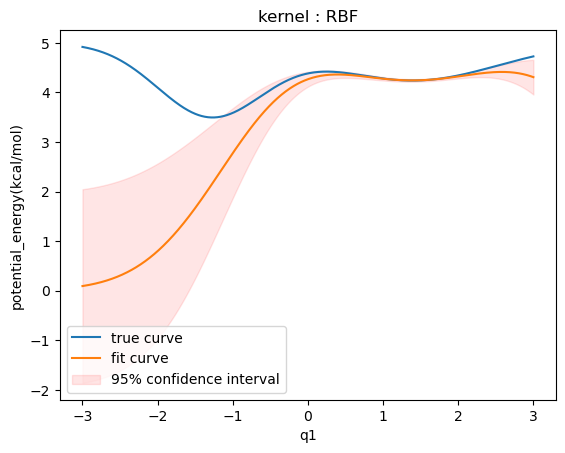 kernel : RBF
potential_energy(kcal/mol)
5
4
3
2
1
0
−1
−2
true curve
fit curve
95% confidence interval
−3 −2 −1 0 1 2 3
q1